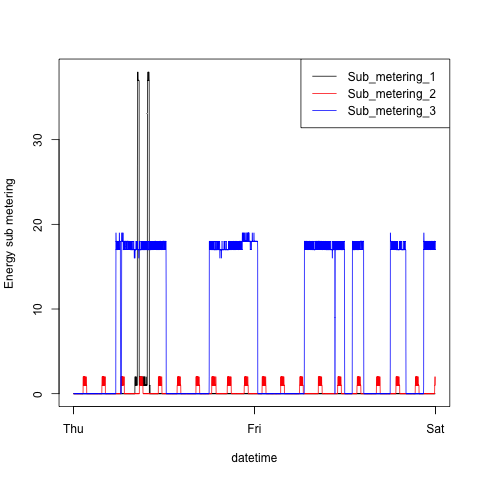 Sub_metering_1
Sub_metering_2
Sub_metering_3
Energy sub metering
30
20
10
0
Thu
Fri
Sat
datetime